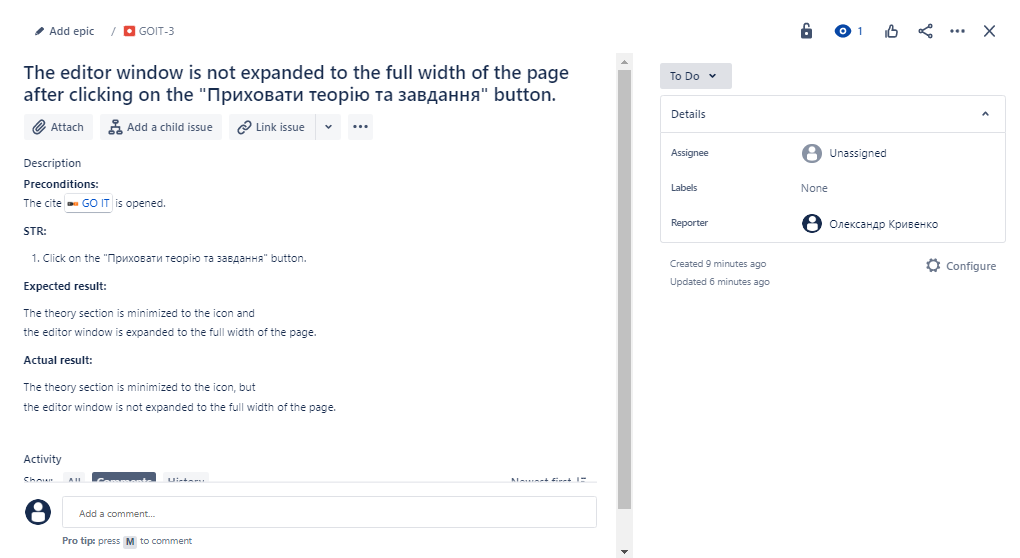 Add epic / GOIT-3
1
The editor window is not expanded to the full width of the page
after clicking on the "Приховати теорію та завдання" button.
Attach Add a child issue Link issue
Description
Preconditions:
The cite GO IT is opened.
STR:
1. Click on the "Приховати теорію та завдання" button.
Expected result:
The theory section is minimized to the icon and
the editor window is expanded to the full width of the page.
Actual result:
The theory section is minimized to the icon, but
the editor window is not expanded to the full width of the page.
Activity
Show: All Comments History Newest first
Add a comment...
Pro tip: press M to comment
To Do
Details
Assignee Unassigned
Labels None
Reporter Олександр Кривенко
Created 9 minutes ago
Configure
Updated 6 minutes ago